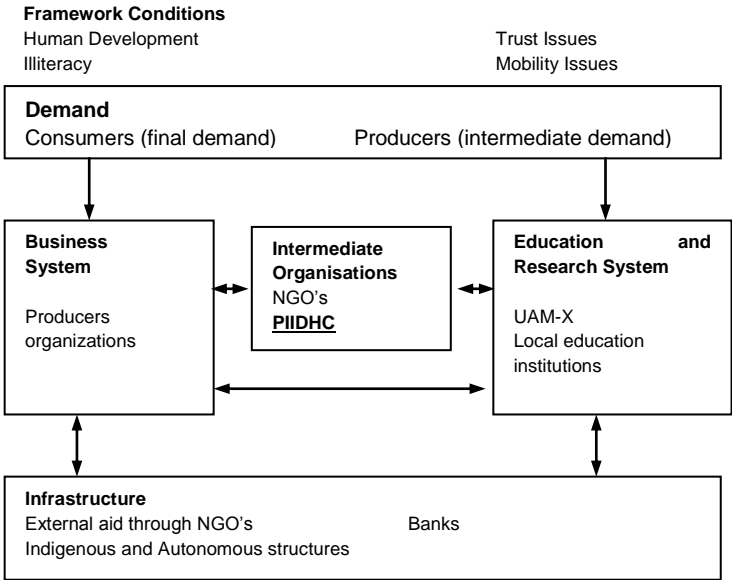 Framework Conditions
Human Development Trust Issues
Illiteracy Mobility Issues
Demand
Consumers (final demand) Producers (intermediate demand)
Business
System
Producers
organizations
Intermediate
Organisations
NGO's
PIIDHC
Education and
Research System
UAM-X
Local education
institutions
Infrastructure
External aid through NGO's Banks
Indigenous and Autonomous structures